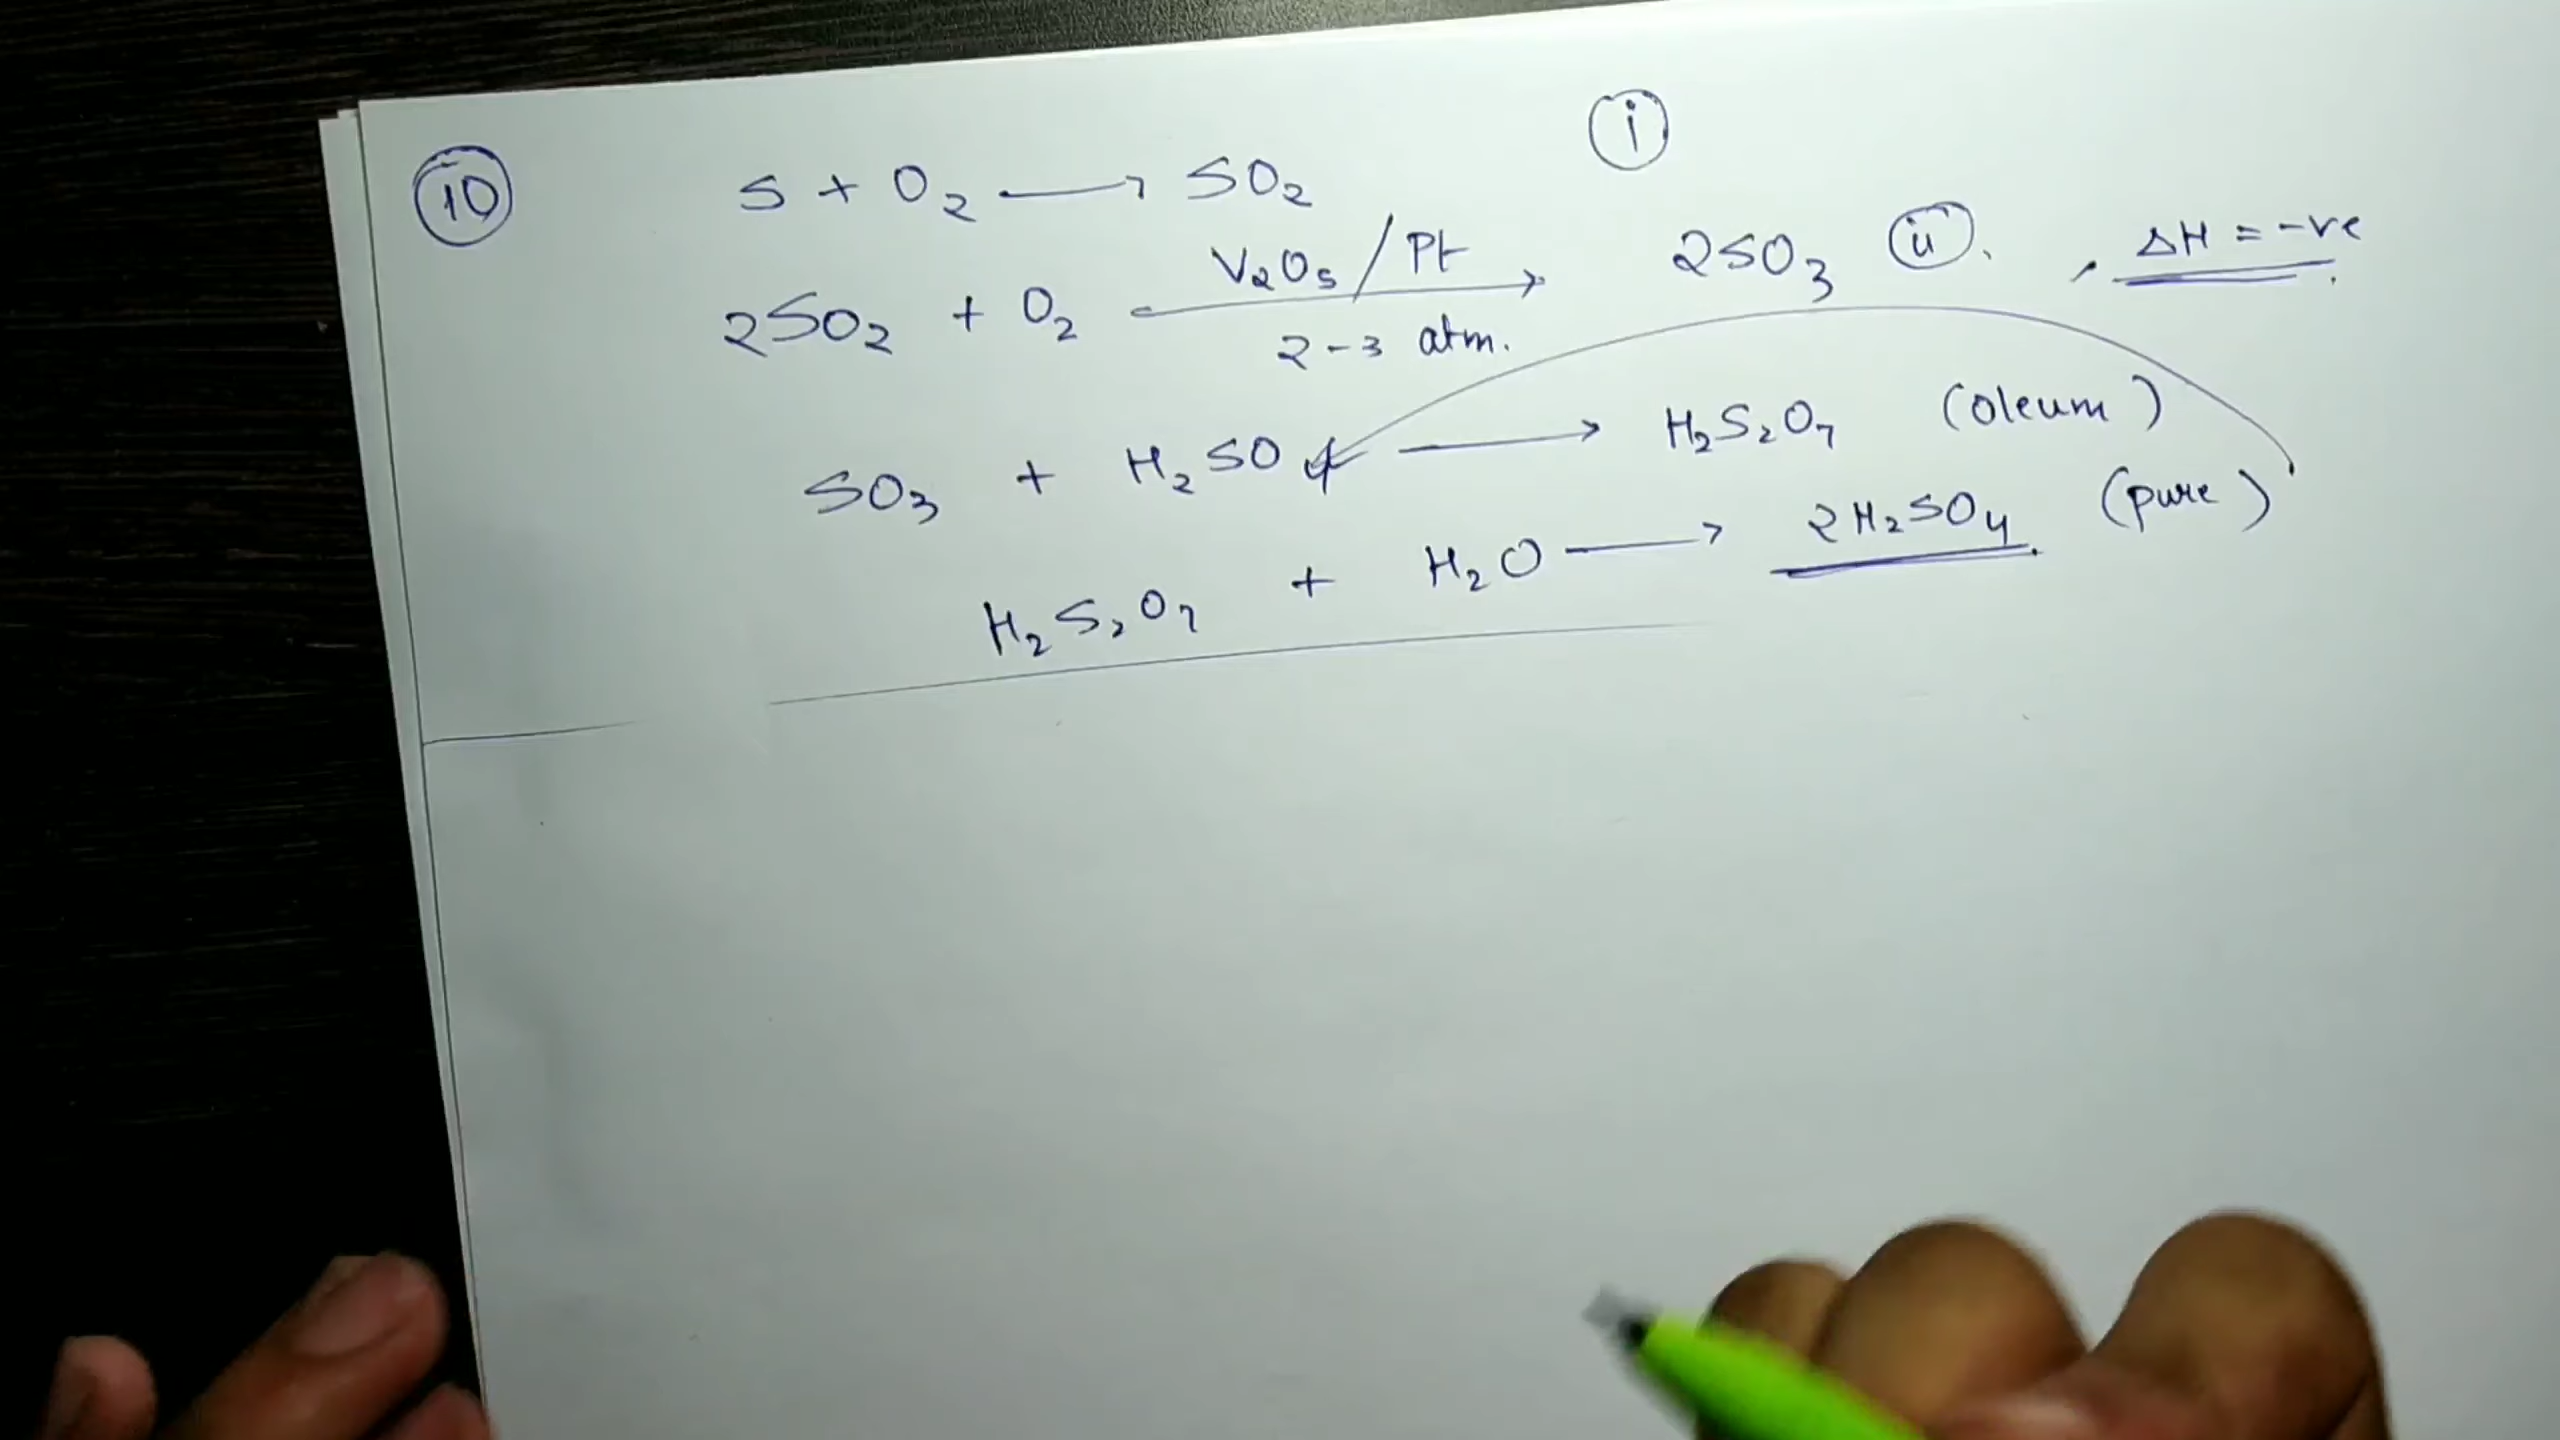 10 S + O₂ ⟶ SO₂ i
2SO₂ + O₂ V₂O₅ / Pt ⟶ 2SO₃ ii. , ΔH = -ve
2-3 atm.
SO₃ + H₂SO₄ ⟶ H₂S₂O₇ (Oleum)
H₂S₂O₇ + H₂O ⟶ 2H₂SO₄ (pure)